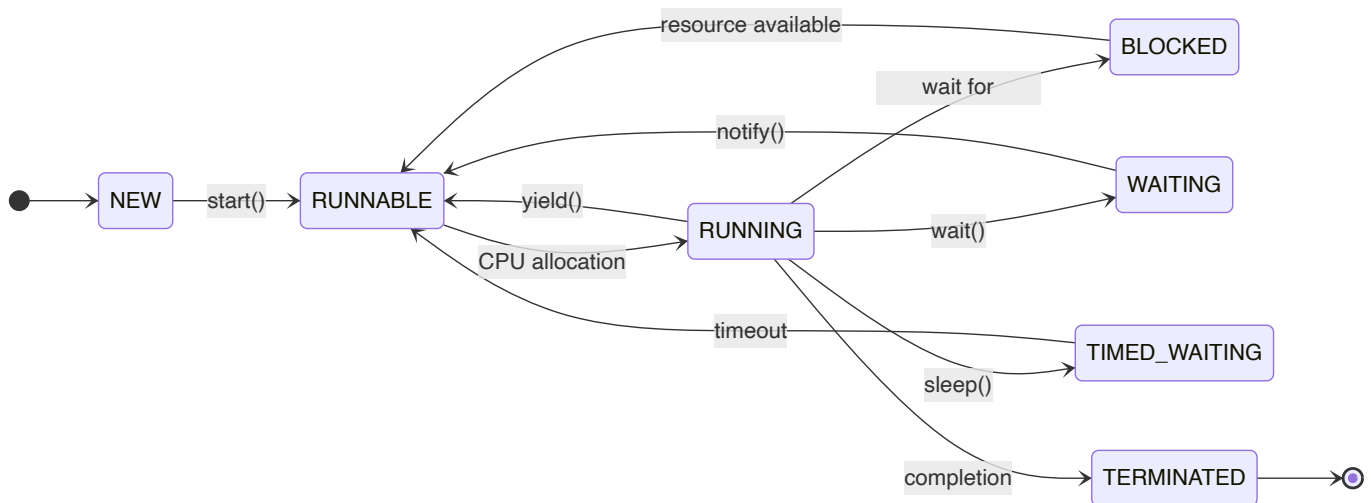 resource available
BLOCKED
wait for
notify()
NEW
start()
RUNNABLE
yield()
WAITING
RUNNING
wait()
CPU allocation
timeout
TIMED_WAITING
sleep()
completion
TERMINATED